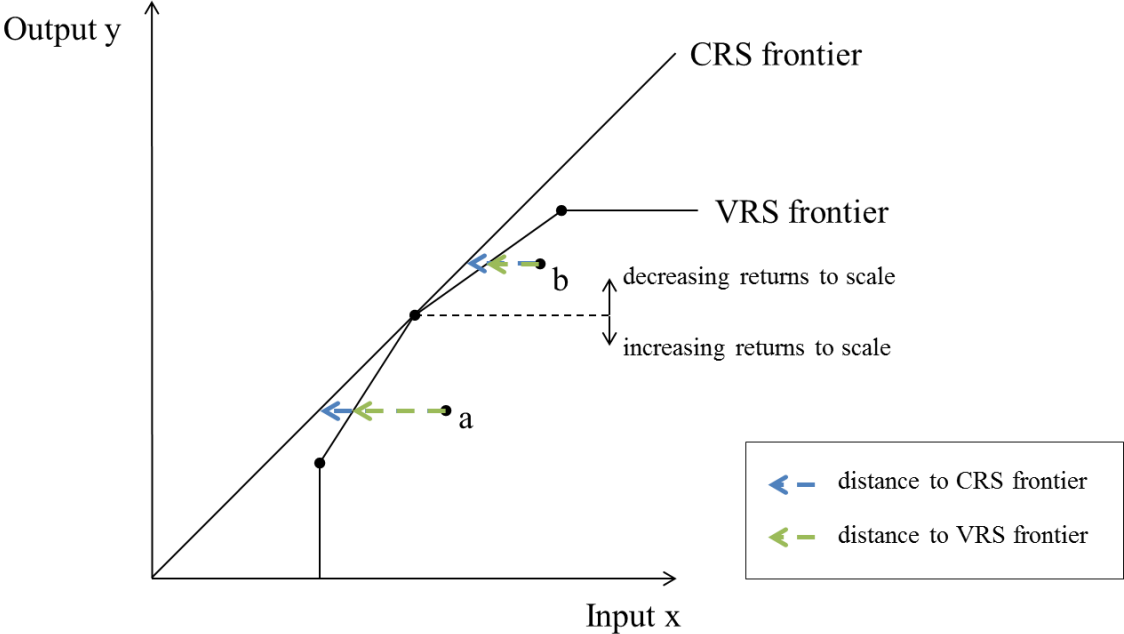 Output y
CRS frontier
VRS frontier
b
decreasing returns to scale
increasing returns to scale
a
distance to CRS frontier
distance to VRS frontier
Input x